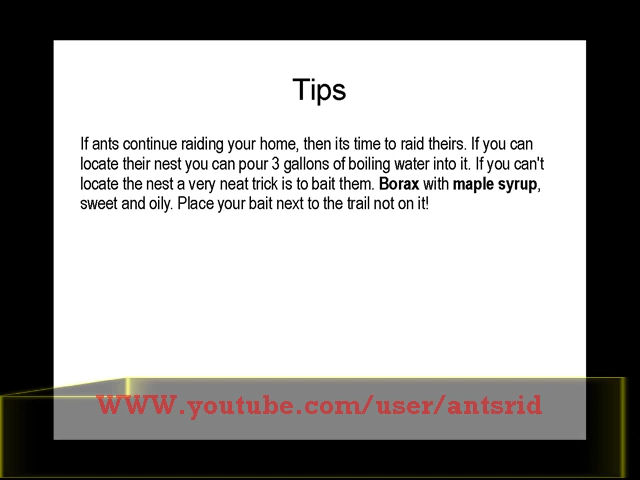 Tips
If ants continue raiding your home, then its time to raid theirs. If you can
locate their nest you can pour 3 gallons of boiling water into it. If you can't
locate the nest a very neat trick is to bait them. Borax with maple syrup,
sweet and oily. Place your bait next to the trail not on it!
WWW.youtube.com/user/antsrid